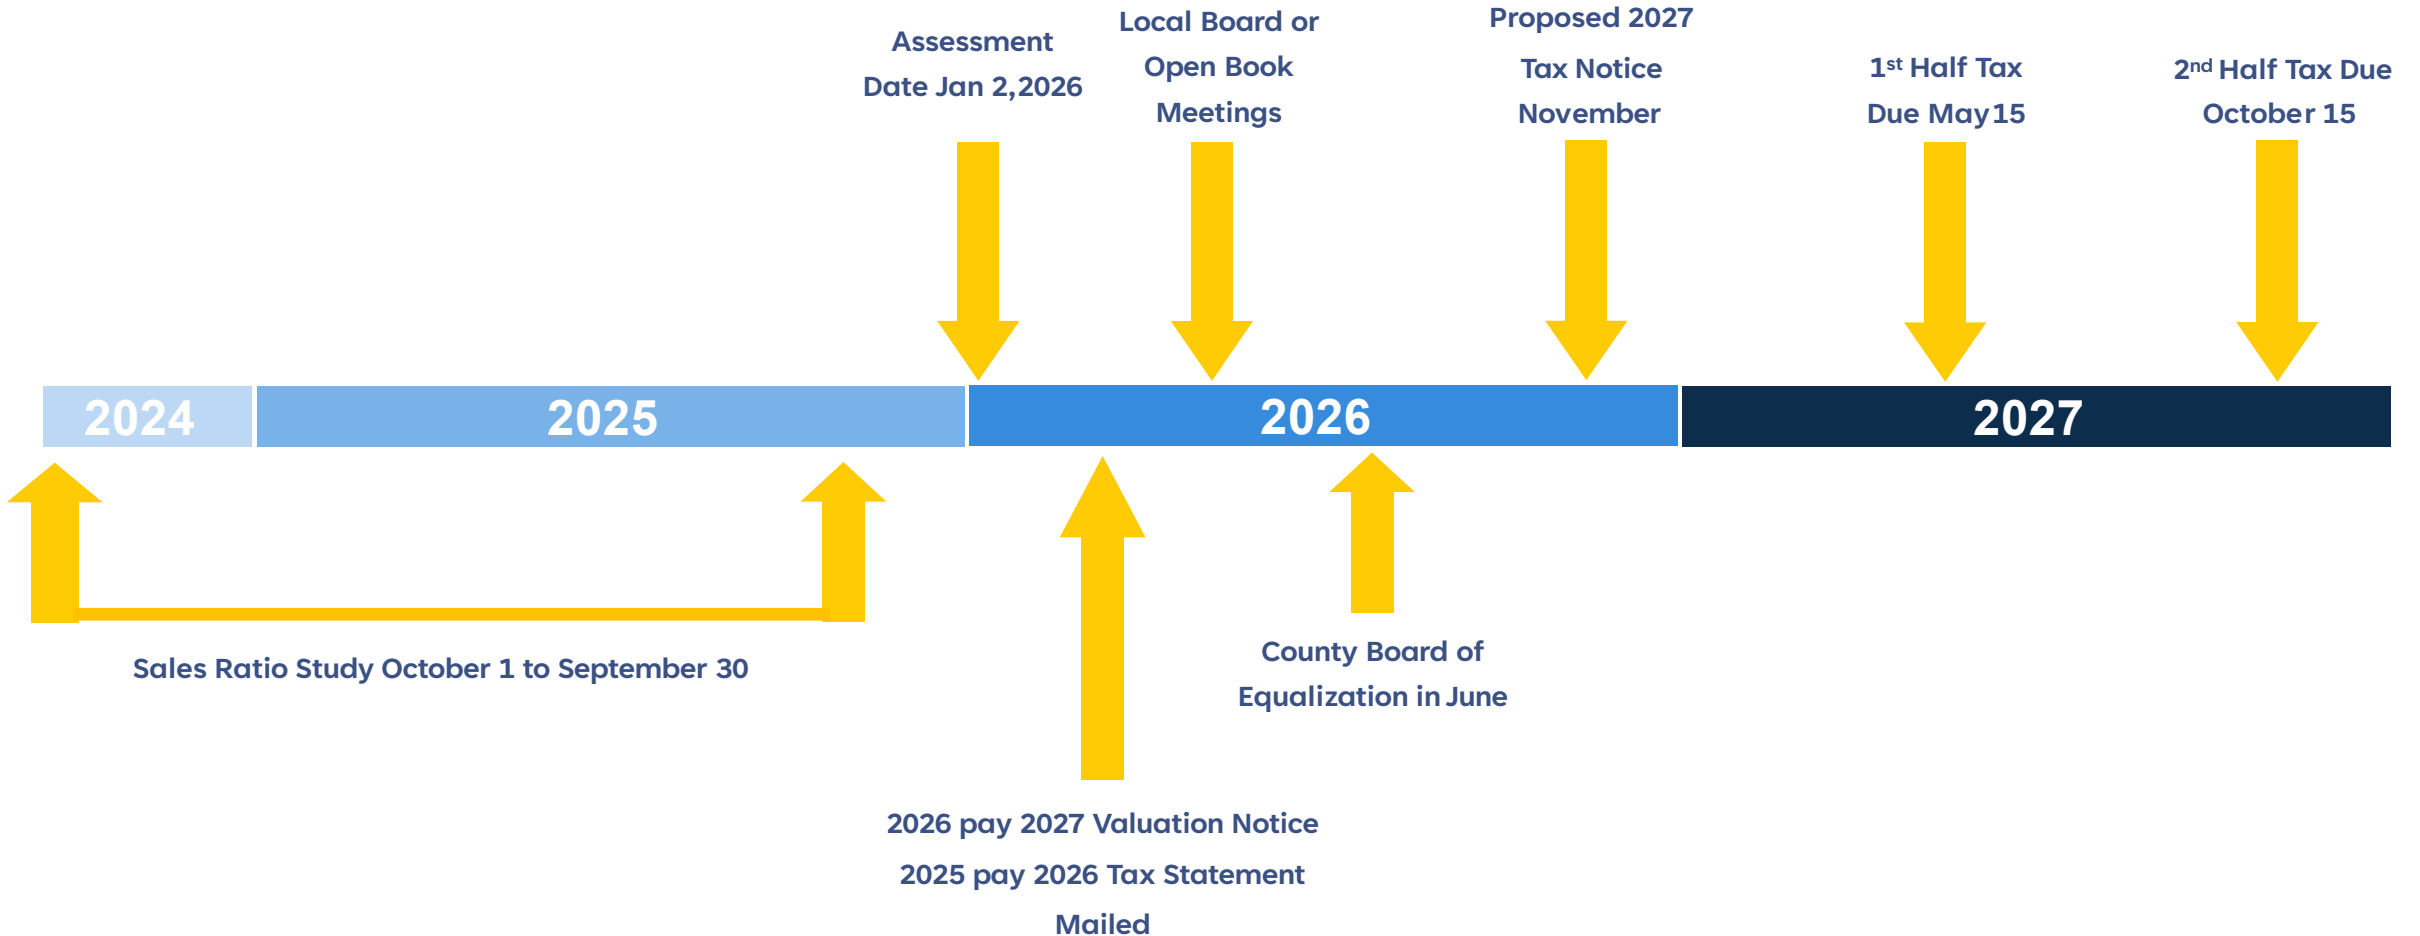 Assessment
Date Jan 2,2026
Local Board or
Open Book
Meetings
Proposed 2027
Tax Notice
November
1st Half Tax
Due May 15
2nd Half Tax Due
October 15
2024
2025
2026
2027
Sales Ratio Study October 1 to September 30
County Board of
Equalization in June
2026 pay 2027 Valuation Notice
2025 pay 2026 Tax Statement
Mailed